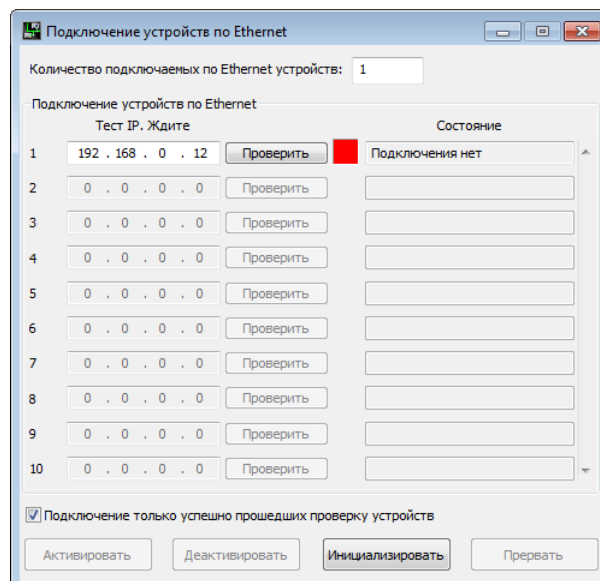 Подключение устройств по Ethernet
Количество подключаемых по Ethernet устройств: 1
Подключение устройств по Ethernet
Тест IP. Ждите Состояние
1 192 . 168 . 0 . 12 Проверить Подключения нет
2 0 . 0 . 0 . 0 Проверить
3 0 . 0 . 0 . 0 Проверить
4 0 . 0 . 0 . 0 Проверить
5 0 . 0 . 0 . 0 Проверить
6 0 . 0 . 0 . 0 Проверить
7 0 . 0 . 0 . 0 Проверить
8 0 . 0 . 0 . 0 Проверить
9 0 . 0 . 0 . 0 Проверить
10 0 . 0 . 0 . 0 Проверить
Подключение только успешно прошедших проверку устройств
Активировать Деактивировать Инициализировать Прервать